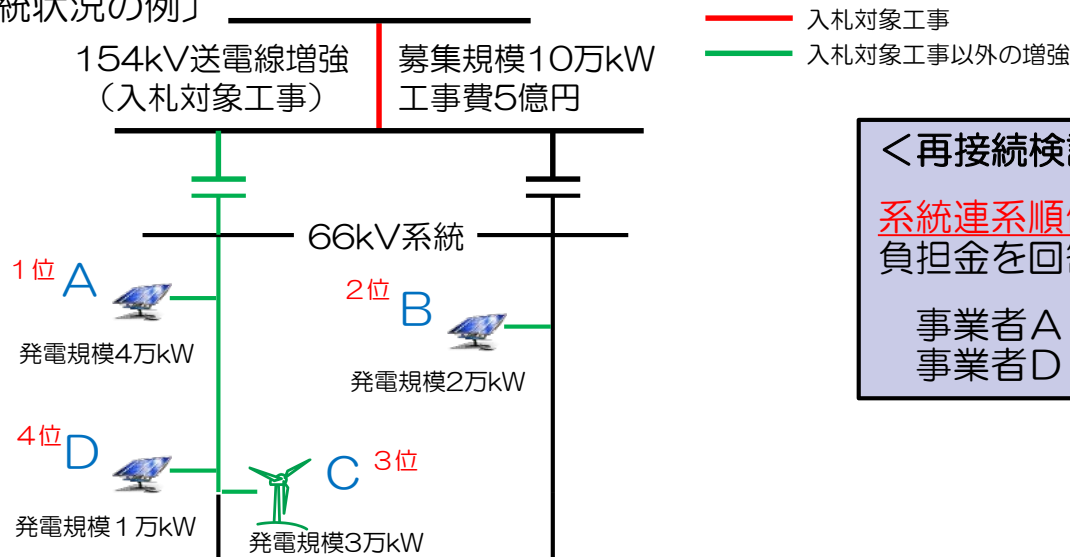 統状況の例〕
入札対象工事
入札対象工事以外の増強
154kV送電線増強
（入札対象工事）
募集規模10万kW
工事費5億円
66kV系統
1位 A
発電規模4万kW
2位 B
発電規模2万kW
4位 D
発電規模１万kW
C 3位
発電規模3万kW
＜再接続検
系統連系順
負担金を回
事業者A
事業者D